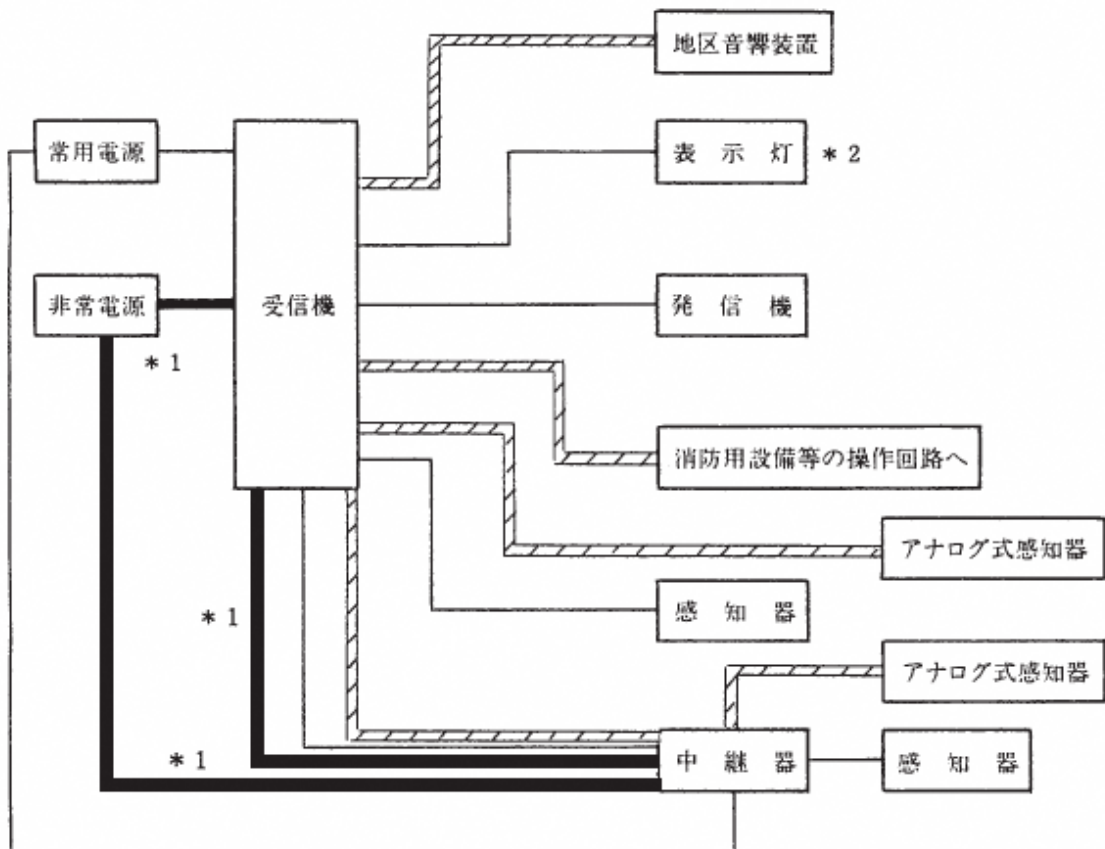 地区音響装置
常用電源
表示灯 *2
非常電源
受信機
発信機
*1
消防用設備等の操作回路へ
アナログ式感知器
*1
感知器
アナログ式感知器
*1
中継器
感知器